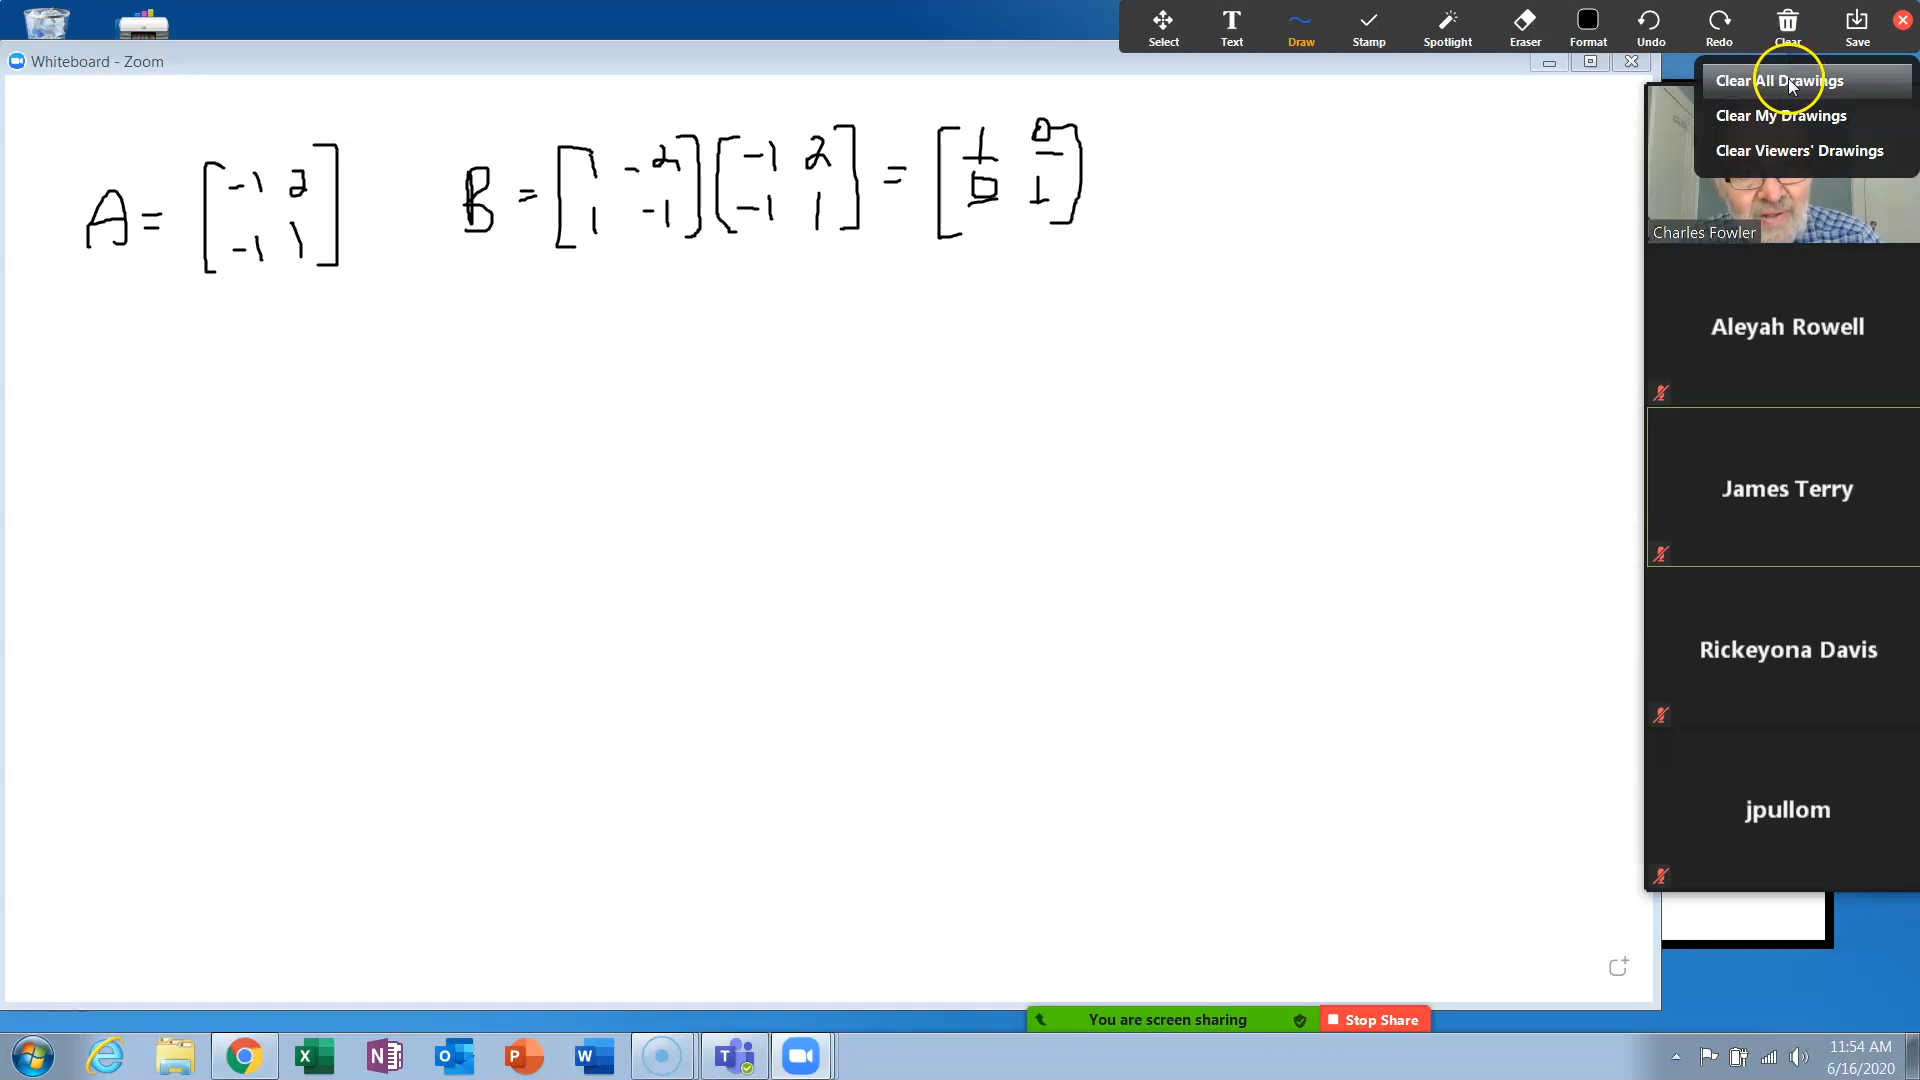 Select Text Draw Stamp Spotlight Eraser Format Undo Redo Clear Save
Whiteboard - Zoom
Clear All Drawings
Clear My Drawings
Clear Viewers' Drawings
A = [ -1 2
-1 1 ]
B = [ 1 -2
1 -1 ] [ -1 2
-1 1 ] = [ 1 0
0 1 ]
Charles Fowler
Aleyah Rowell
James Terry
Rickeyona Davis
jpullom
You are screen sharing
Stop Share
11:54 AM
6/16/2020